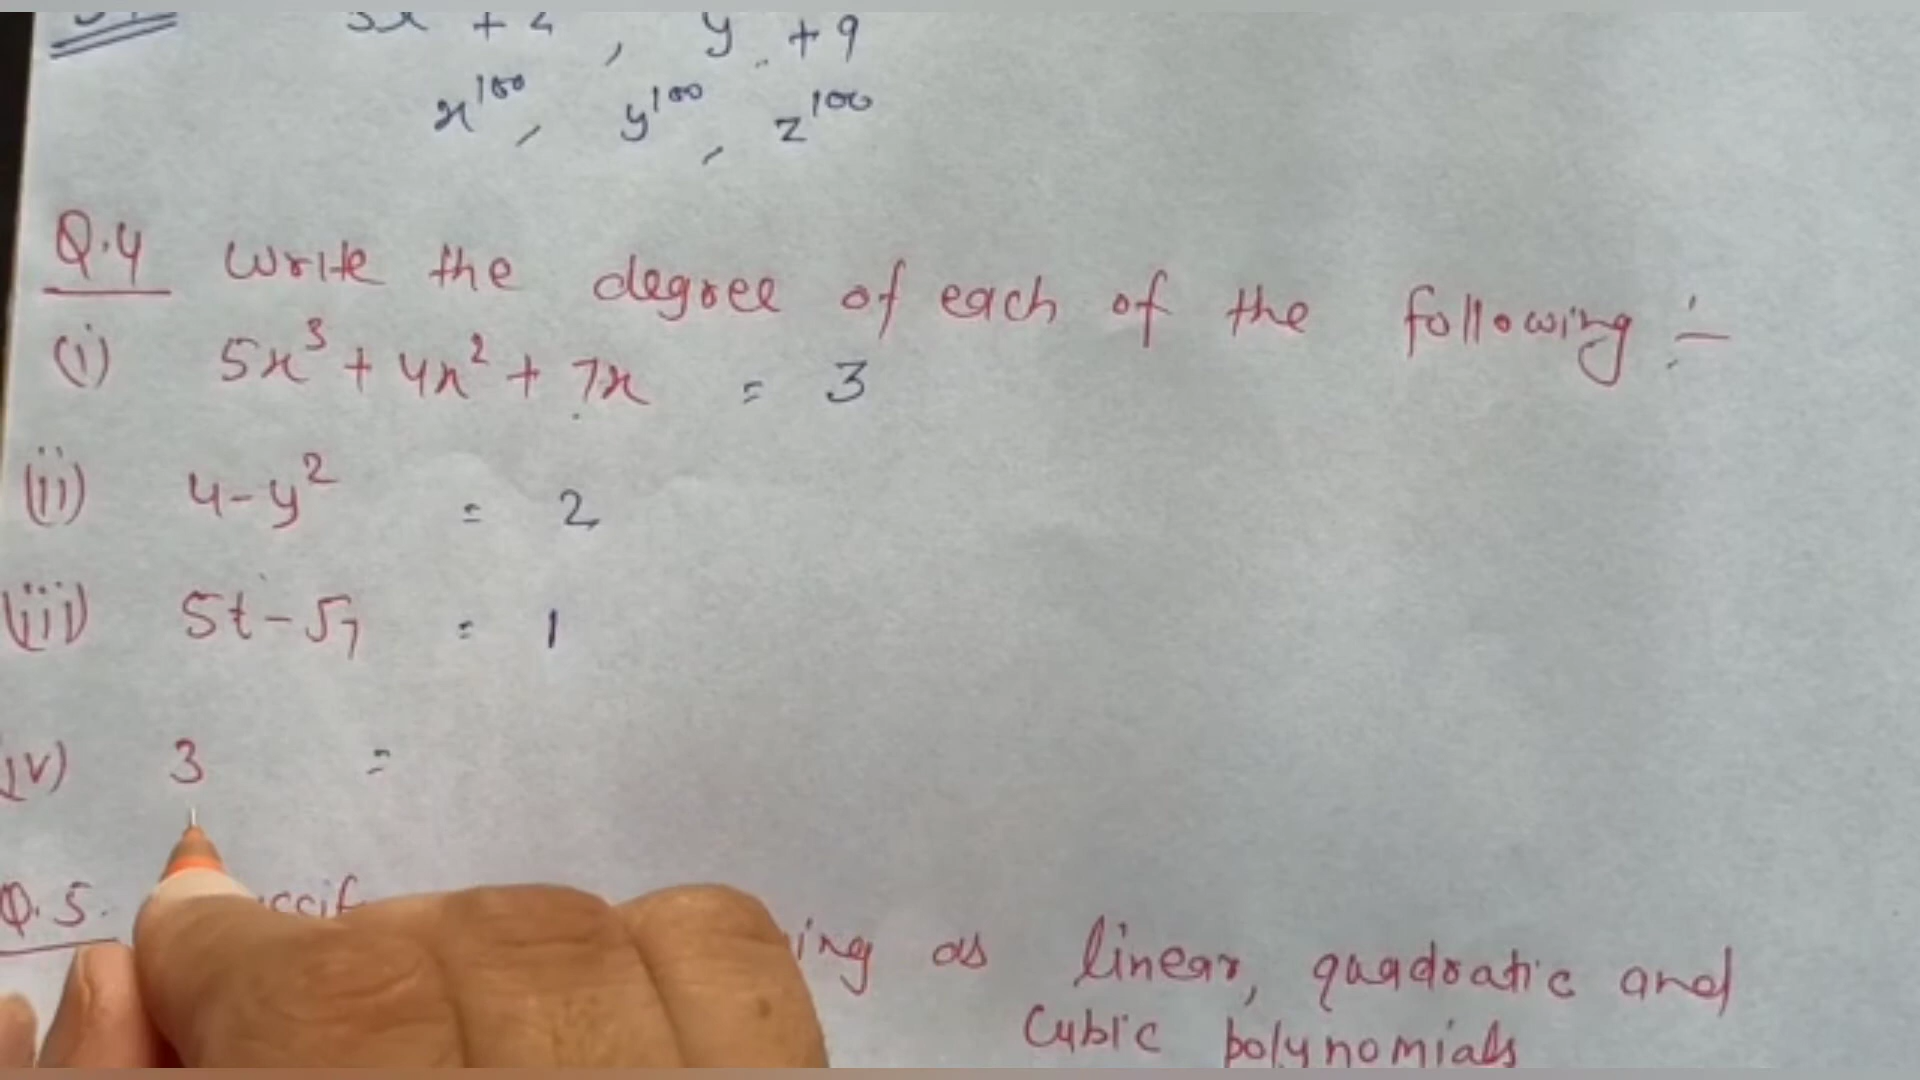 + 2 , y + 9
x¹⁰⁰, y¹⁰⁰, z¹⁰⁰
Q.4 Write the degree of each of the following :-
(i) 5x³ + 4x² + 7x = 3
(ii) 4-y² = 2
(iii) 5t-√7 = 1
iv) 3 =
Q.5. ing as linear, quadratic and
Cubic polynomials